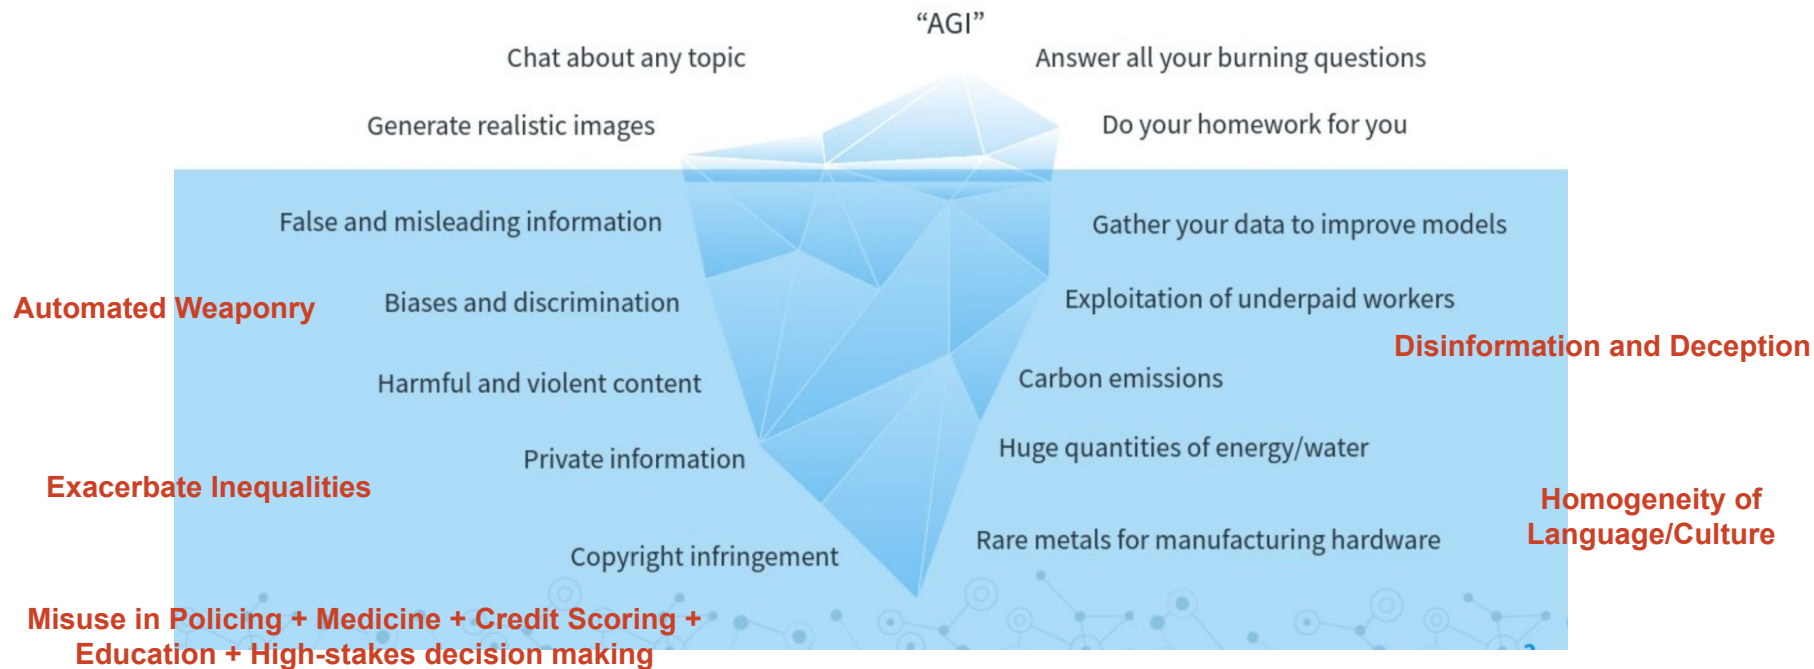 “AGI”
Chat about any topic
Answer all your burning questions
Generate realistic images
Do your homework for you
False and misleading information
Gather your data to improve models
Automated Weaponry
Biases and discrimination
Exploitation of underpaid workers
Disinformation and Deception
Harmful and violent content
Carbon emissions
Private information
Huge quantities of energy/water
Exacerbate Inequalities
Homogeneity of
Language/Culture
Copyright infringement
Rare metals for manufacturing hardware
Misuse in Policing + Medicine + Credit Scoring +
Education + High-stakes decision making